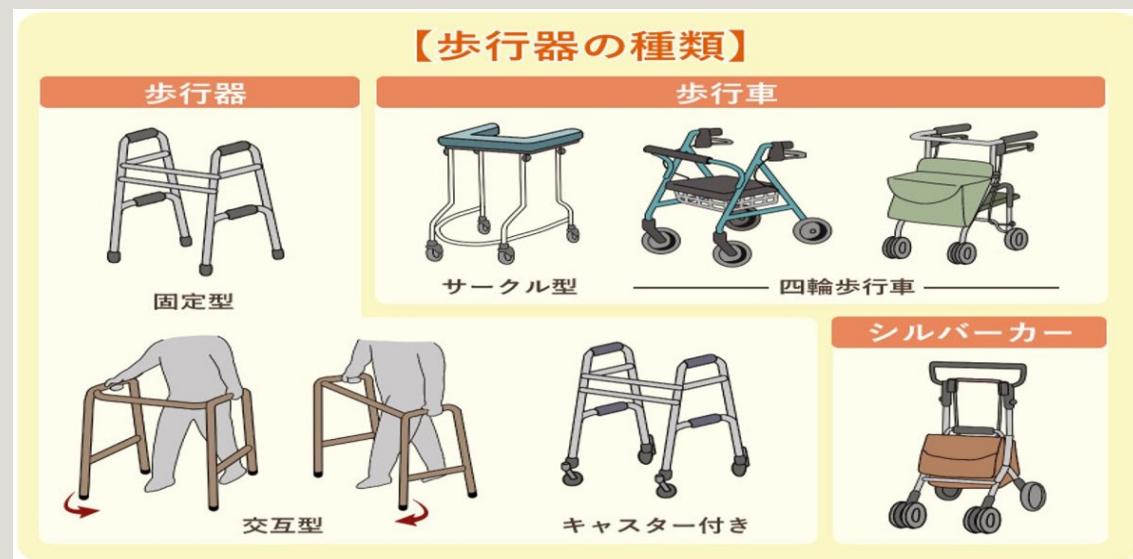 【歩行器の種類】
歩行器
歩行車
固定型
サークル型
四輪歩行車
交互型
キャスター付き
シルバーカー